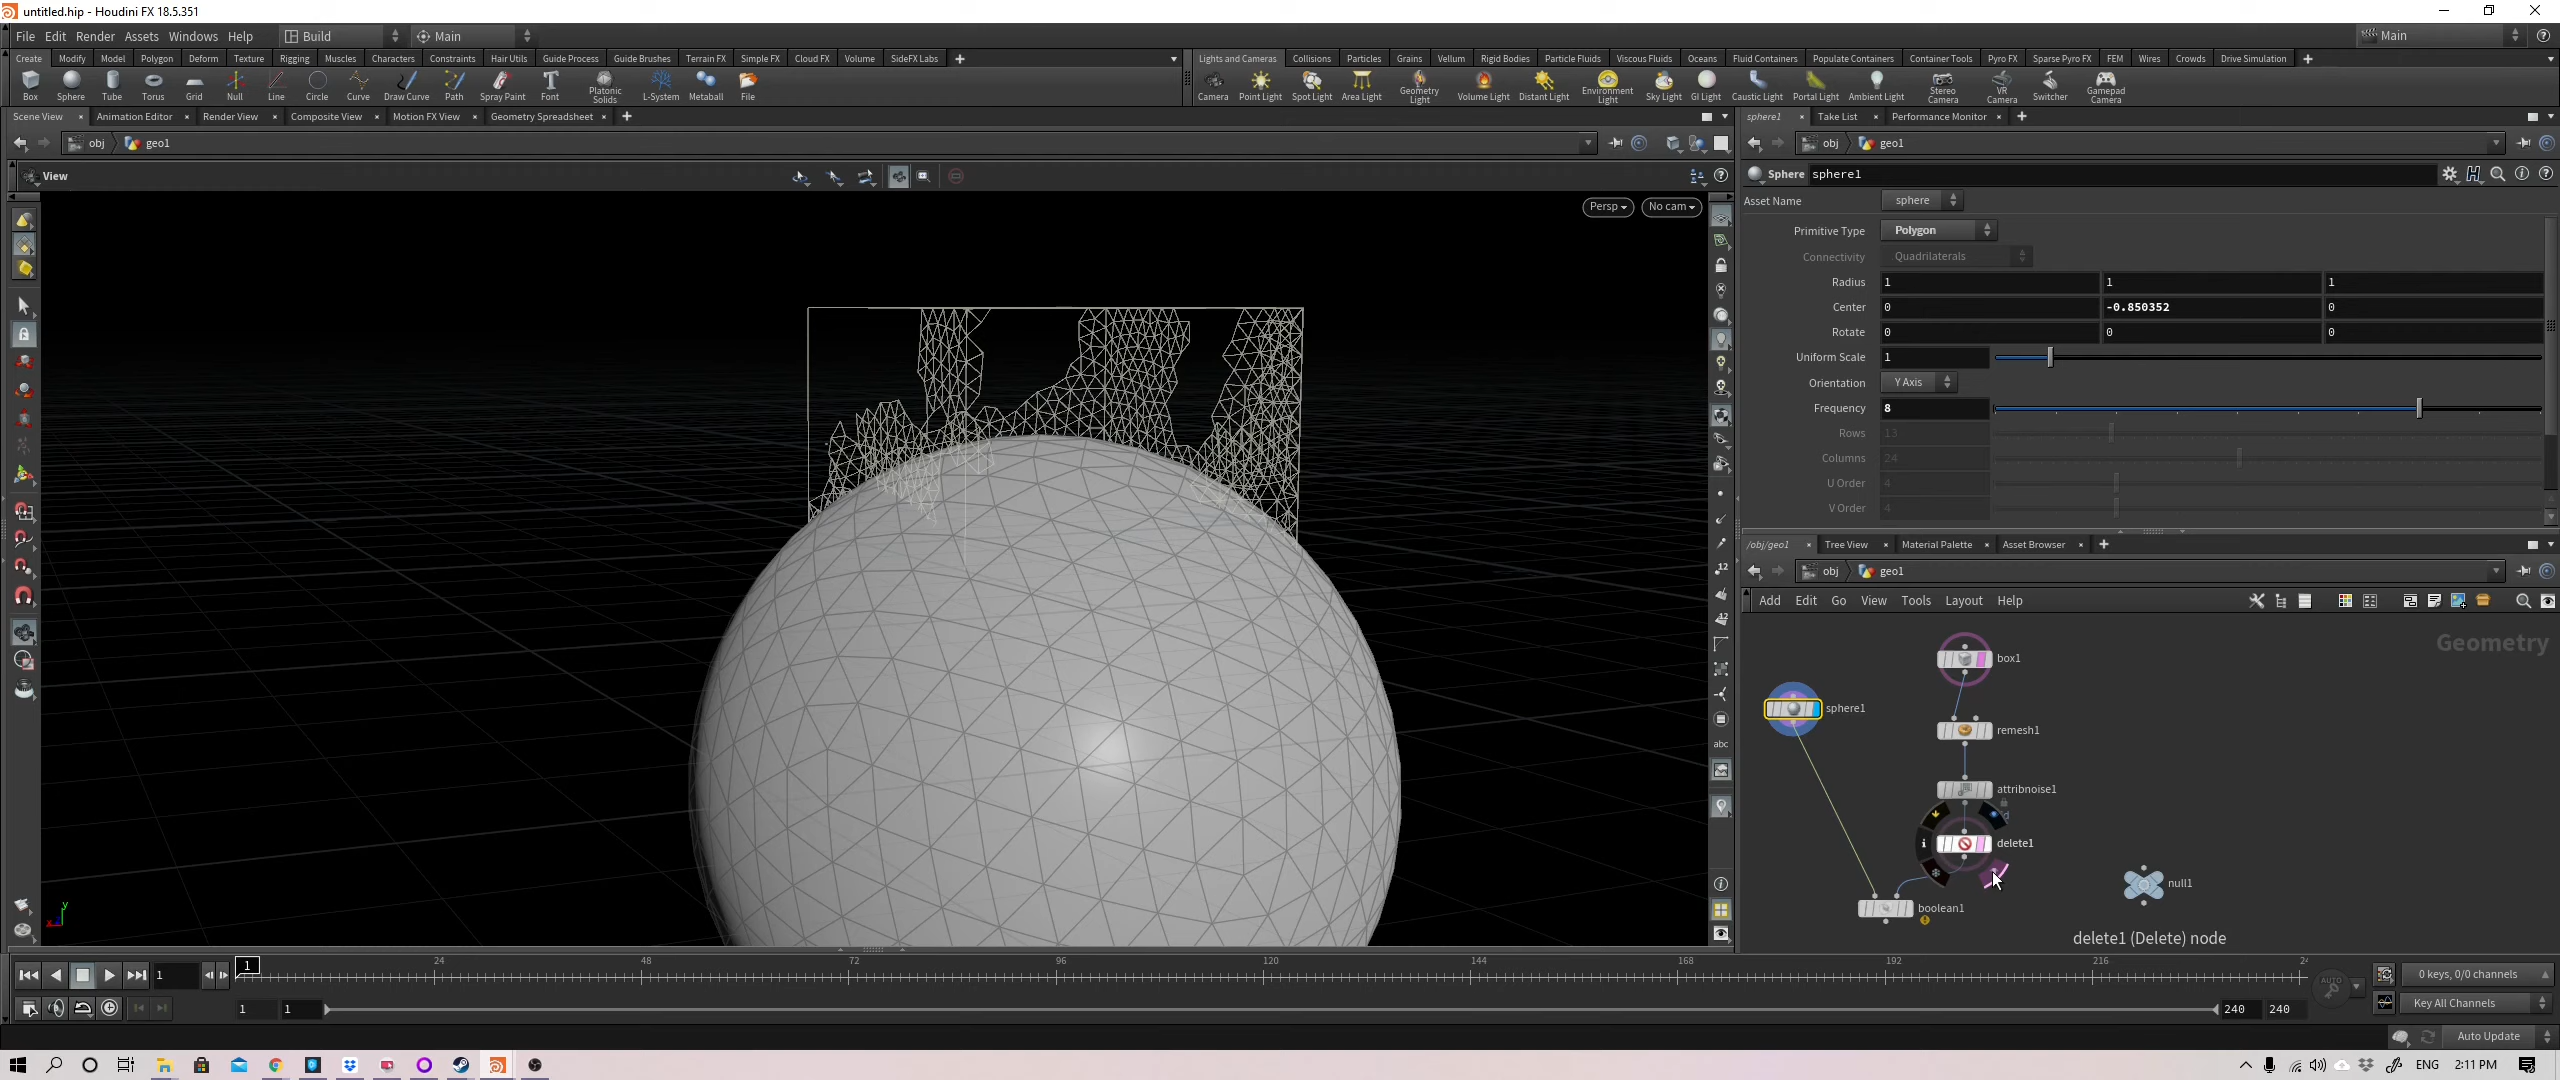 untitled.hip - Houdini FX 18.5.351
File Edit Render Assets Windows Help Build Main Main
Create Modify Model Polygon Deform Texture Rigging Muscles Characters Constraints Hair Utils Guide Process Guide Brushes Terrain FX Simple FX Cloud FX Volume SideFX Labs
Lights and Cameras Collisions Particles Grains Vellum Rigid Bodies Particle Fluids Viscous Fluids Oceans Fluid Containers Populate Containers Container Tools Pyro FX Sparse Pyro FX FEM Wires Crowds Drive Simulation
Box Sphere Tube Torus Grid Null Line Circle Curve Draw Curve Path Spray Paint Font Platonic Solids L-System Metaball File
Camera Point Light Spot Light Area Light Geometry Light Volume Light Distant Light Environment Light Sky Light GI Light Caustic Light Portal Light Ambient Light Stereo Camera VR Camera Switcher Gamepad Camera
Scene View Animation Editor Render View Composite View Motion FX View Geometry Spreadsheet
sphere1 Take List Performance Monitor
obj geo1
obj geo1
View
Persp No cam
Sphere sphere1
Asset Name sphere
Primitive Type Polygon
Connectivity Quadrilaterals
Radius 1 1 1
Center 0 -0.850352 0
Rotate 0 0 0
Uniform Scale 1
Orientation Y Axis
Frequency 8
Rows 13
Columns 24
U Order 4
V Order 4
/obj/geo1 Tree View Material Palette Asset Browser
obj geo1
Add Edit Go View Tools Layout Help
Geometry
box1
sphere1
remesh1
attribnoise1
delete1
null1
boolean1
delete1 (Delete) node
12
12
abc
y
x
1
1 24 48 72 96 120 144 168 192 216 24
AUTO
0 keys, 0/0 channels
1 1 240 240
Key All Channels
Auto Update
ENG 2:11 PM